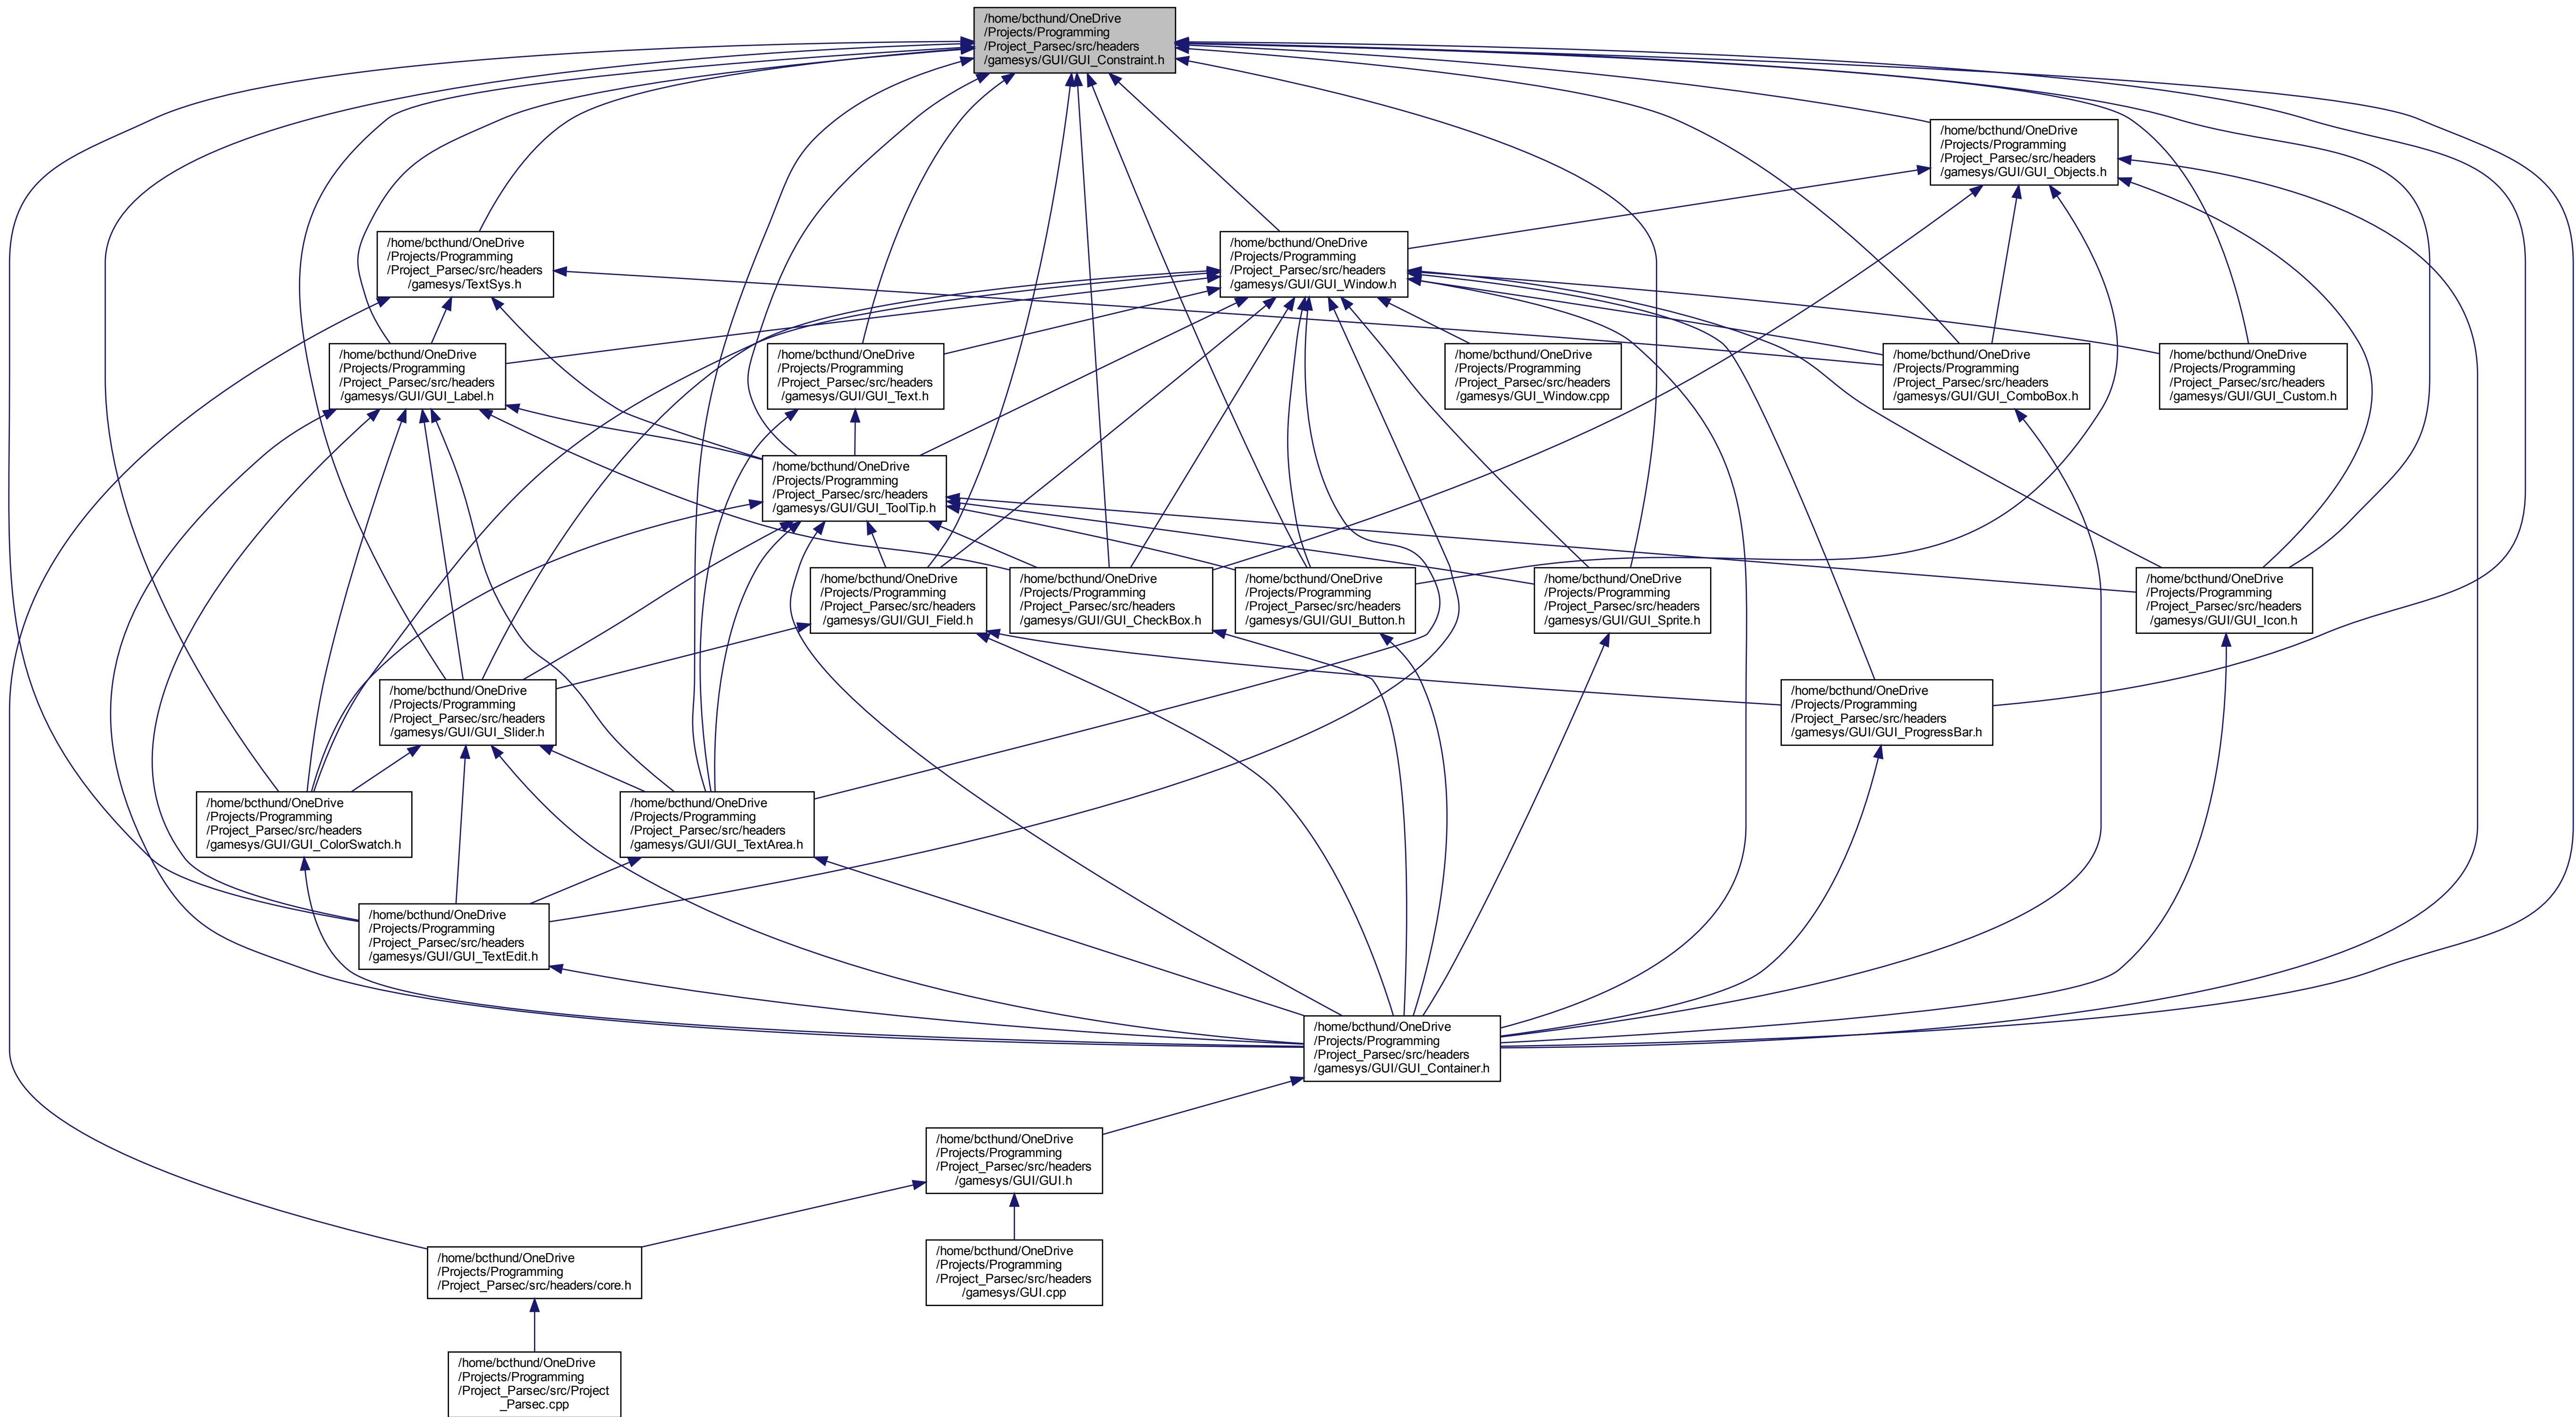 /home/bcthund/OneDrive
/Projects/Programming
/Project_Parsec/src/headers
/gamesys/GUI/GUI_Constraint.h
/home/bcthund/OneDrive
/Projects/Programming
/Project_Parsec/src/headers
/gamesys/GUI/GUI_Objects.h
/home/bcthund/OneDrive
/Projects/Programming
/Project_Parsec/src/headers
/gamesys/TextSys.h
/home/bcthund/OneDrive
/Projects/Programming
/Project_Parsec/src/headers
/gamesys/GUI/GUI_Window.h
/home/bcthund/OneDrive
/Projects/Programming
/Project_Parsec/src/headers
/gamesys/GUI/GUI_Label.h
/home/bcthund/OneDrive
/Projects/Programming
/Project_Parsec/src/headers
/gamesys/GUI/GUI_Text.h
/home/bcthund/OneDrive
/Projects/Programming
/Project_Parsec/src/headers
/gamesys/GUI_Window.cpp
/home/bcthund/OneDrive
/Projects/Programming
/Project_Parsec/src/headers
/gamesys/GUI/GUI_ComboBox.h
/home/bcthund/OneDrive
/Projects/Programming
/Project_Parsec/src/headers
/gamesys/GUI/GUI_Custom.h
/home/bcthund/OneDrive
/Projects/Programming
/Project_Parsec/src/headers
/gamesys/GUI/GUI_ToolTip.h
/home/bcthund/OneDrive
/Projects/Programming
/Project_Parsec/src/headers
/gamesys/GUI/GUI_Field.h
/home/bcthund/OneDrive
/Projects/Programming
/Project_Parsec/src/headers
/gamesys/GUI/GUI_CheckBox.h
/home/bcthund/OneDrive
/Projects/Programming
/Project_Parsec/src/headers
/gamesys/GUI/GUI_Button.h
/home/bcthund/OneDrive
/Projects/Programming
/Project_Parsec/src/headers
/gamesys/GUI/GUI_Sprite.h
/home/bcthund/OneDrive
/Projects/Programming
/Project_Parsec/src/headers
/gamesys/GUI/GUI_Icon.h
/home/bcthund/OneDrive
/Projects/Programming
/Project_Parsec/src/headers
/gamesys/GUI/GUI_Slider.h
/home/bcthund/OneDrive
/Projects/Programming
/Project_Parsec/src/headers
/gamesys/GUI/GUI_ProgressBar.h
/home/bcthund/OneDrive
/Projects/Programming
/Project_Parsec/src/headers
/gamesys/GUI/GUI_ColorSwatch.h
/home/bcthund/OneDrive
/Projects/Programming
/Project_Parsec/src/headers
/gamesys/GUI/GUI_TextArea.h
/home/bcthund/OneDrive
/Projects/Programming
/Project_Parsec/src/headers
/gamesys/GUI/GUI_TextEdit.h
/home/bcthund/OneDrive
/Projects/Programming
/Project_Parsec/src/headers
/gamesys/GUI/GUI_Container.h
/home/bcthund/OneDrive
/Projects/Programming
/Project_Parsec/src/headers
/gamesys/GUI/GUI.h
/home/bcthund/OneDrive
/Projects/Programming
/Project_Parsec/src/headers/core.h
/home/bcthund/OneDrive
/Projects/Programming
/Project_Parsec/src/headers
/gamesys/GUI.cpp
/home/bcthund/OneDrive
/Projects/Programming
/Project_Parsec/src/Project
_Parsec.cpp